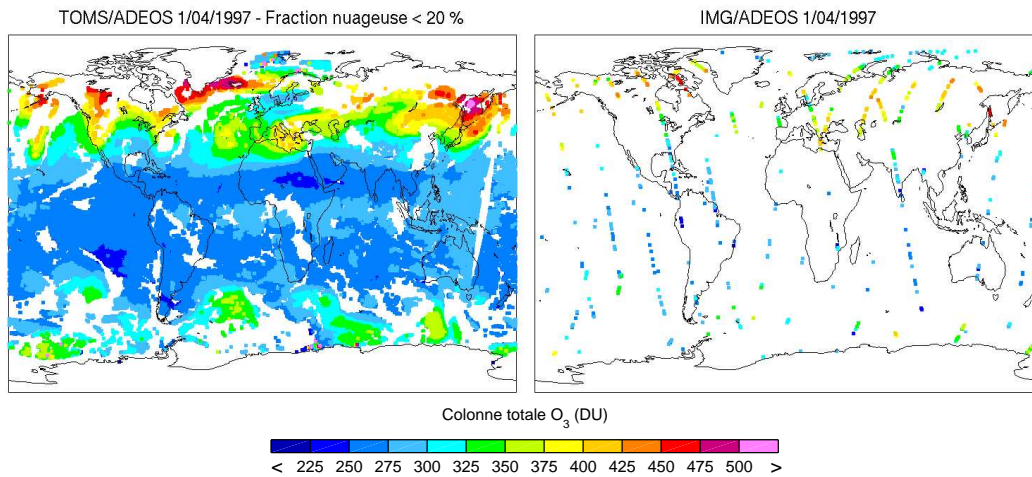 TOMS/ADEOS 1/04/1997 - Fraction nuageuse < 20 %
IMG/ADEOS 1/04/1997
Colonne totale O3 (DU)
< 225 250 275 300 325 350 375 400 425 450 475 500 >